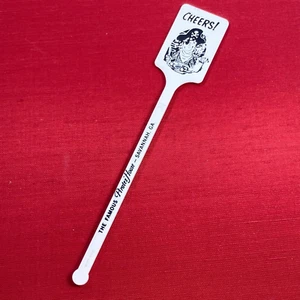 CHEERS!
THE FAMOUS Pirates' House - SAVANNAH, GA.